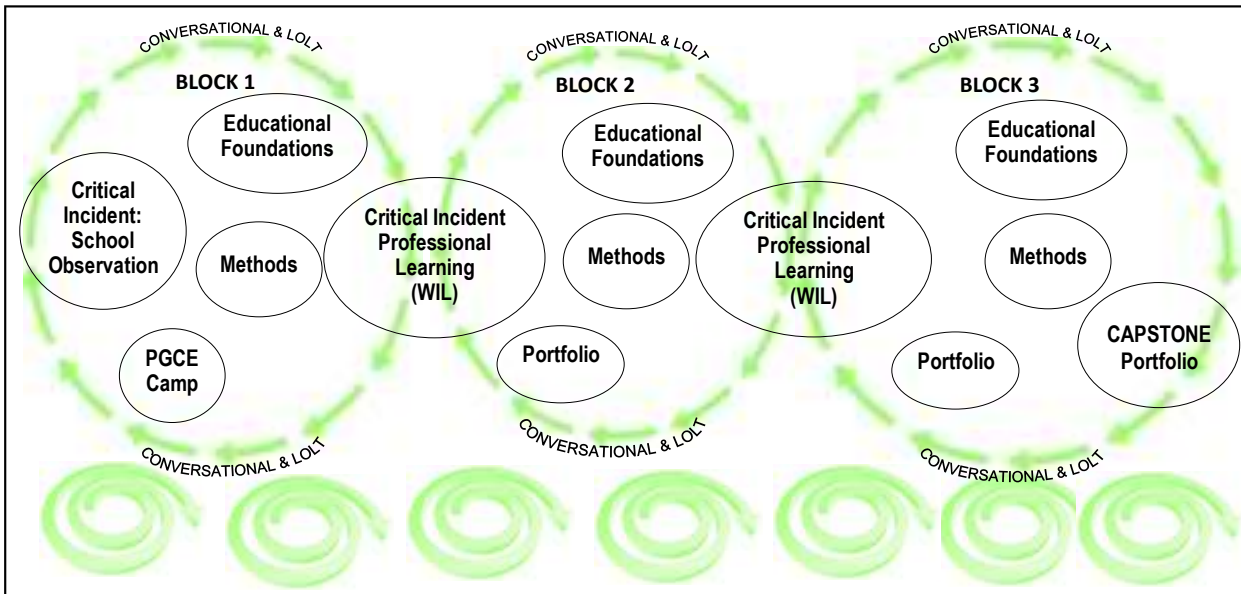 CONVERSATIONAL & LOLT
BLOCK 1
Educational
Foundations
Critical
Incident:
School
Observation
Methods
PGCE
Camp
CONVERSATIONAL & LOLT
Critical Incident
Professional
Learning
(WIL)
CONVERSATIONAL & LOLT
BLOCK 2
Educational
Foundations
Methods
Portfolio
CONVERSATIONAL & LOLT
Critical Incident
Professional
Learning
(WIL)
CONVERSATIONAL & LOLT
BLOCK 3
Educational
Foundations
Methods
Portfolio
CAPSTONE
Portfolio
CONVERSATIONAL & LOLT